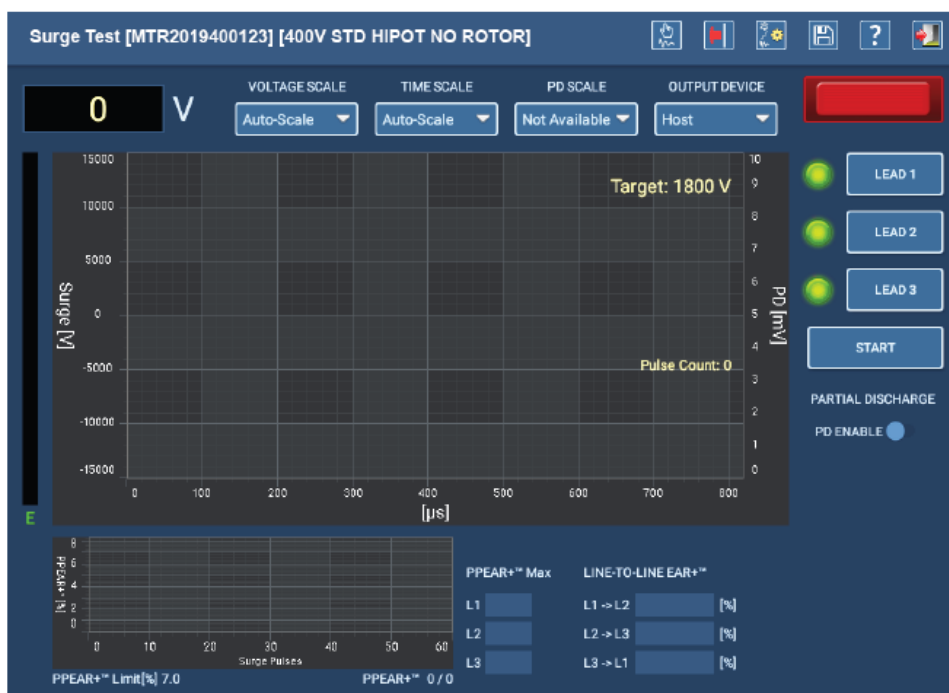 Surge Test [MTR2019400123] [400V STD HIPOT NO ROTOR]
?
0 V
VOLTAGE SCALE
Auto-Scale
TIME SCALE
Auto-Scale
PD SCALE
Not Available
OUTPUT DEVICE
Host
LEAD 1
LEAD 2
LEAD 3
START
PARTIAL DISCHARGE
PD ENABLE
Target: 1800 V
Pulse Count: 0
Surge [V]
15000
10000
5000
0
-5000
-10000
-15000
PD [mV]
10
9
8
7
6
5
4
3
2
1
0
0 100 200 300 400 500 600 700 800
[µs]
E
PPEAR+™ [%]
8
6
4
2
0
0 10 20 30 40 50 60
Surge Pulses
PPEAR+™ Limit[%] 7.0
PPEAR+™ 0 / 0
PPEAR+™ Max
L1
L2
L3
LINE-TO-LINE EAR+™
L1 -> L2 [%]
L2 -> L3 [%]
L3 -> L1 [%]